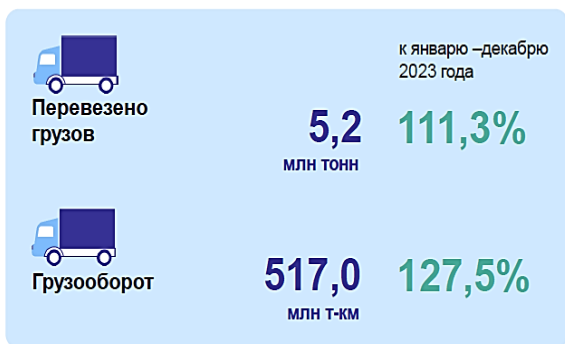 к январю –декабрю
2023 года
Перевезено
грузов
5,2
млн тонн
111,3%
Грузооборот
517,0
млн т-км
127,5%